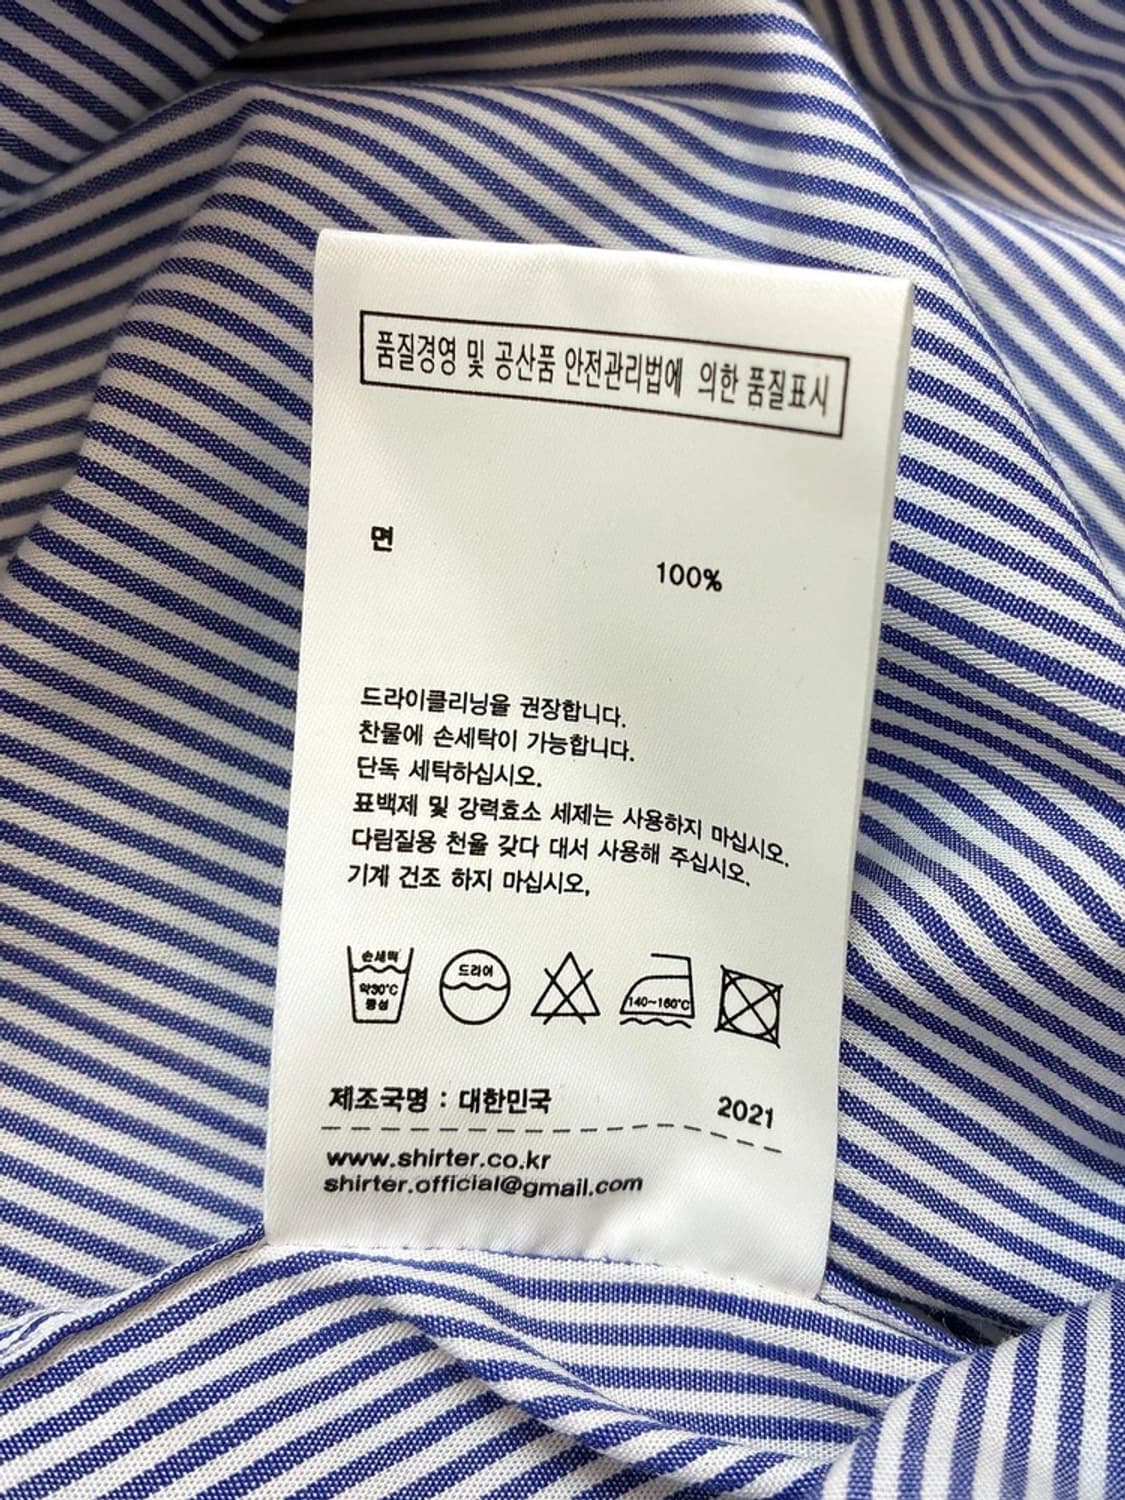 품질경영 및 공산품 안전관리법에 의한 품질표시
면 100%
드라이클리닝을 권장합니다.
찬물에 손세탁이 가능합니다.
단독 세탁하십시오.
표백제 및 강력효소 세제는 사용하지 마십시오.
다림질용 천을 갖다 대서 사용해 주십시오.
기계 건조 하지 마십시오,
손세탁
약30°C
중성
드라이
140~160°C
제조국명 : 대한민국 2021
www.shirter.co.kr
shirter.official@gmail.com